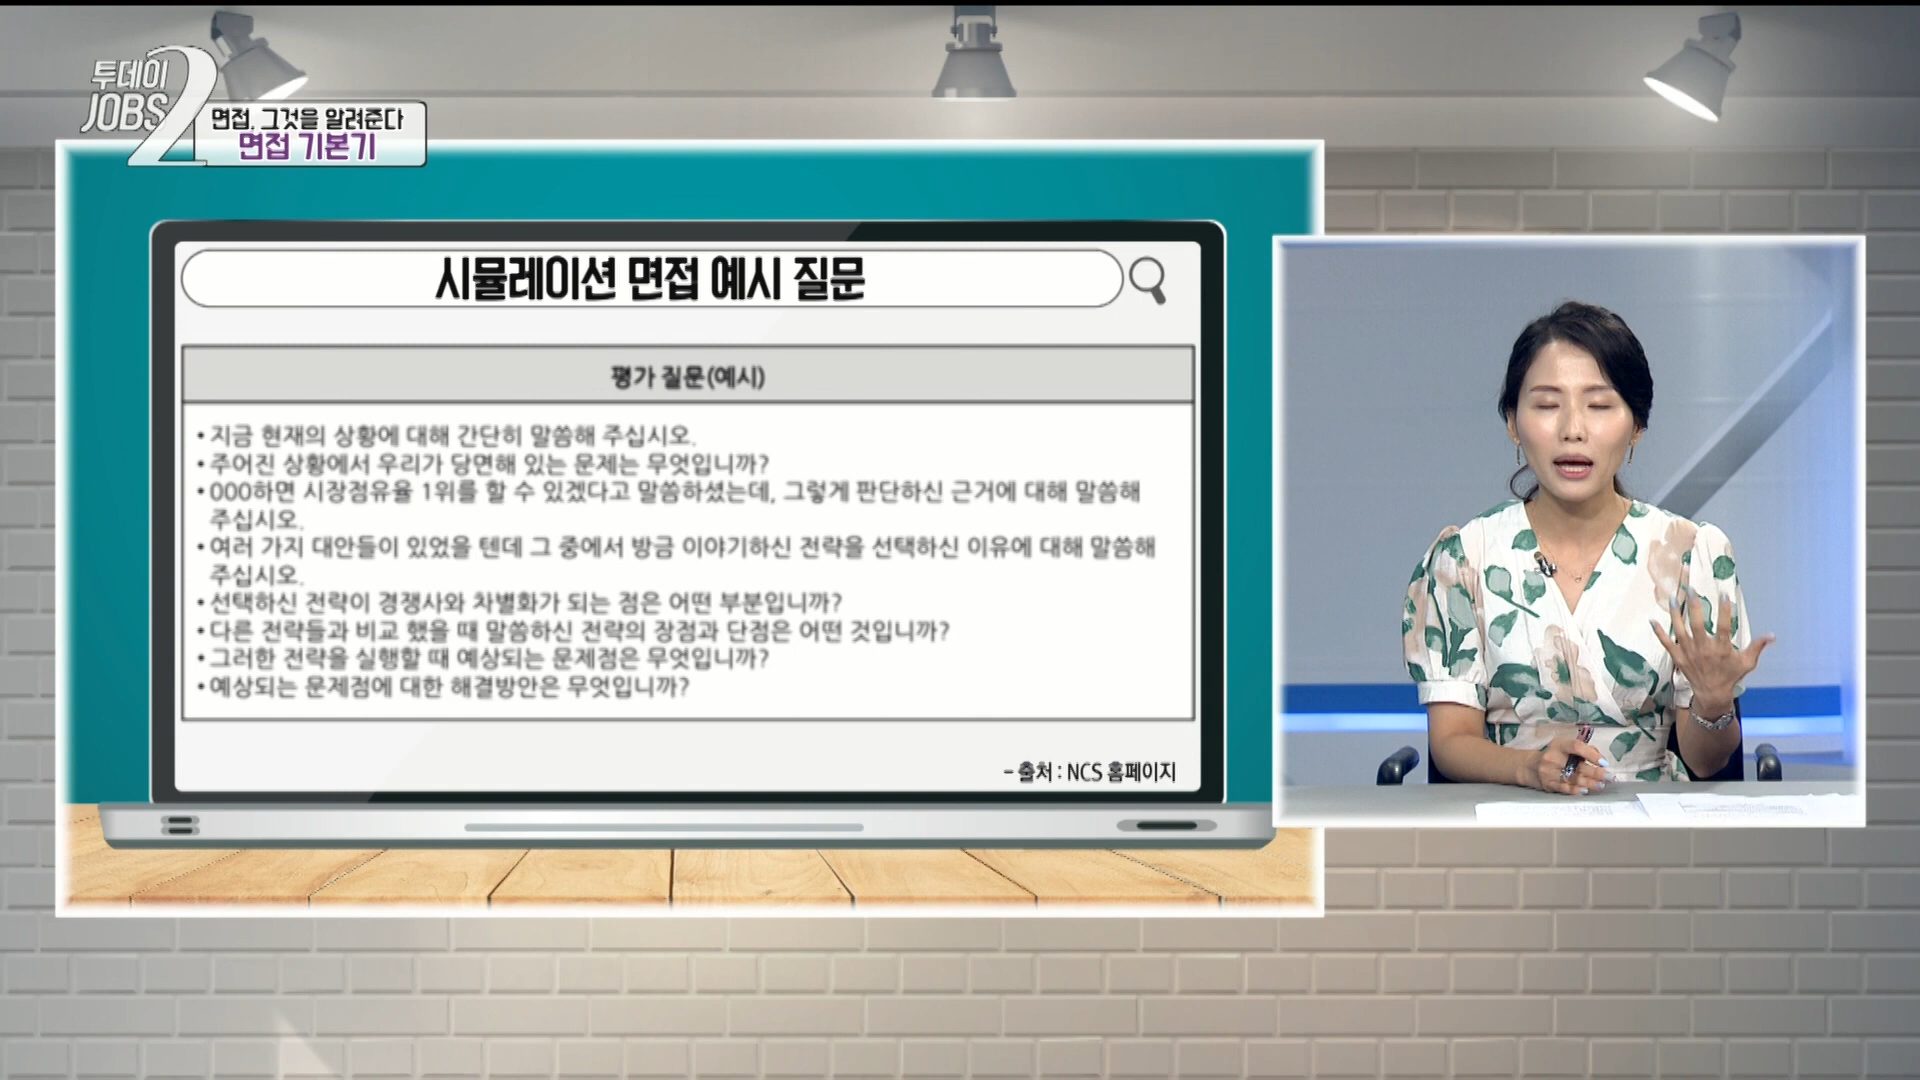 투데이
JOBS 2
면접, 그것을 알려준다
면접 기본기
시뮬레이션 면접 예시 질문
평가 질문(예시)
• 지금 현재의 상황에 대해 간단히 말씀해 주십시오.
• 주어진 상황에서 우리가 당면해 있는 문제는 무엇입니까?
• 000하면 시장점유율 1위를 할 수 있겠다고 말씀하셨는데, 그렇게 판단하신 근거에 대해 말씀해
주십시오.
• 여러 가지 대안들이 있었을 텐데 그 중에서 방금 이야기하신 전략을 선택하신 이유에 대해 말씀해
주십시오.
• 선택하신 전략이 경쟁사와 차별화가 되는 점은 어떤 부분입니까?
• 다른 전략들과 비교 했을 때 말씀하신 전략의 장점과 단점은 어떤 것입니까?
• 그러한 전략을 실행할 때 예상되는 문제점은 무엇입니까?
• 예상되는 문제점에 대한 해결방안은 무엇입니까?
- 출처 : NCS 홈페이지